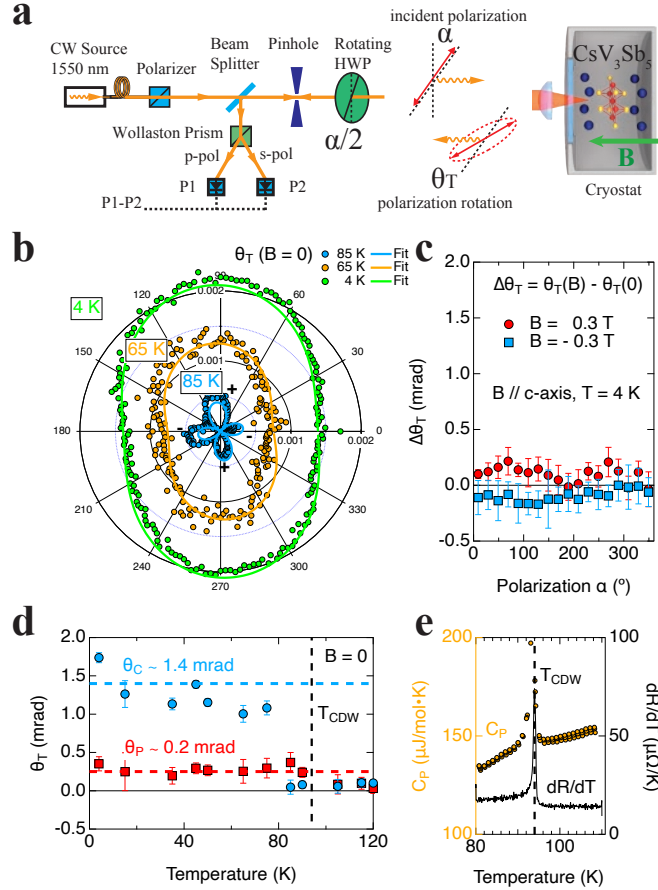 a
CW Source
1550 nm
Polarizer
Beam
Splitter
Pinhole
Rotating
HWP
α/2
Wollaston Prism
p-pol
s-pol
P1
P2
P1-P2
incident polarization
α
θT
polarization rotation
CsV3Sb5
B
Cryostat
b
θT (B = 0)
85 K Fit
65 K Fit
4 K Fit
4 K
65 K
85 K
90
120
60
150
30
180
0
210
330
240
300
270
0.002
0.001
0.001
0.002
+
-
-
+
c
ΔθT = θT(B) - θT(0)
B = 0.3 T
B = - 0.3 T
B // c-axis, T = 4 K
2.0
1.5
1.0
0.5
0.0
-0.5
ΔθT (mrad)
0 100 200 300
Polarization α (°)
d
B = 0
θC ~ 1.4 mrad
θP ~ 0.2 mrad
TCDW
2.0
1.5
1.0
0.5
0.0
-0.5
θT (mrad)
0 40 80 120
Temperature (K)
e
200
150
100
CP (μJ/mol·K)
100
50
0
dR/dT (μΩ/K)
TCDW
CP
dR/dT
80 90 100
Temperature (K)